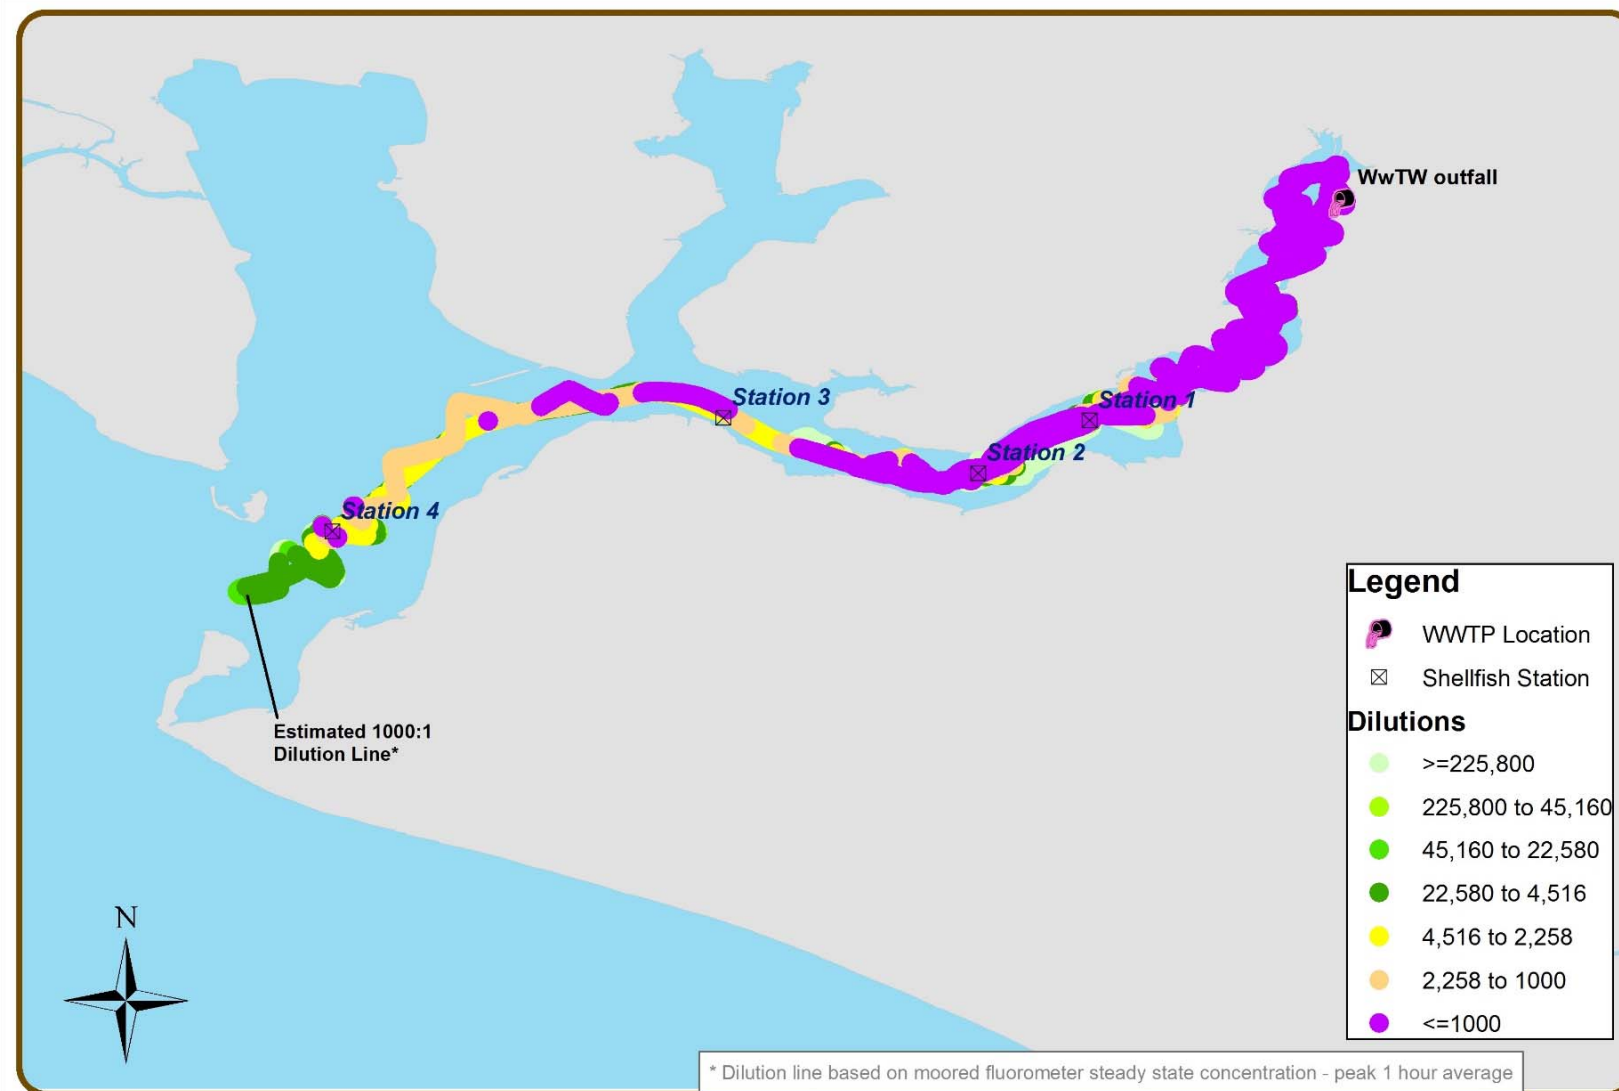 WwTW outfall
Station 3
Station 1
Station 2
Station 4
Estimated 1000:1
Dilution Line*
Legend
WWTP Location
Shellfish Station
Dilutions
>=225,800
225,800 to 45,160
45,160 to 22,580
22,580 to 4,516
4,516 to 2,258
2,258 to 1000
<=1000
N
* Dilution line based on moored fluorometer steady state concentration - peak 1 hour average